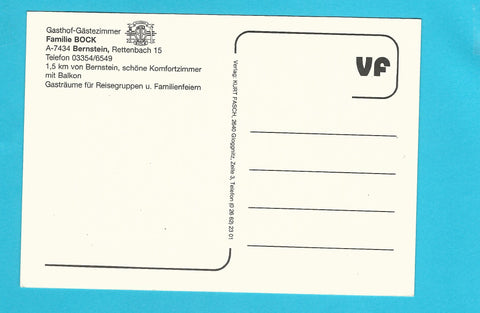 Gasthof-Gästezimmer
Familie BOCK
A-7434 Bernstein, Rettenbach 15
Telefon 03354/6549
1,5 km von Bernstein, schöne Komfortzimmer
mit Balkon
Gasträume für Reisegruppen u. Familienfeiern
Verlag: KURT FASCH, 2640 Gloggnitz, Zeile 3, Telefon (0 26 62) 23 01
VF